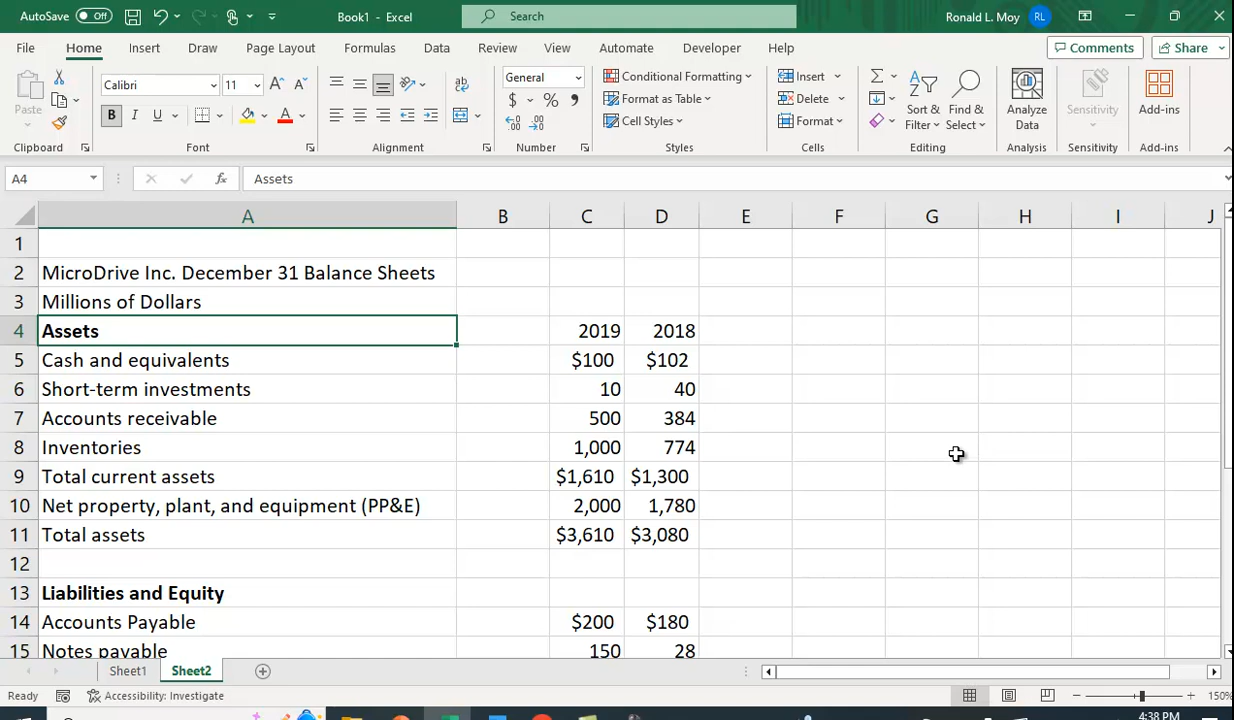 AutoSave Off Book1 - Excel Search Ronald L. Moy RL
File Home Insert Draw Page Layout Formulas Data Review View Automate Developer Help Comments Share
Paste
Clipboard
Calibri 11
B I U
Font
Alignment
General
$ % 9
Number
Conditional Formatting
Format as Table
Cell Styles
Styles
Insert
Delete
Format
Cells
Sort & Filter
Find & Select
Editing
Analyze Data
Analysis
Sensitivity
Sensitivity
Add-ins
Add-ins
A4 fx Assets
A B C D E F G H I J
1
2 MicroDrive Inc. December 31 Balance Sheets
3 Millions of Dollars
4 Assets 2019 2018
5 Cash and equivalents $100 $102
6 Short-term investments 10 40
7 Accounts receivable 500 384
8 Inventories 1,000 774
9 Total current assets $1,610 $1,300
10 Net property, plant, and equipment (PP&E) 2,000 1,780
11 Total assets $3,610 $3,080
12
13 Liabilities and Equity
14 Accounts Payable $200 $180
15 Notes payable 150 28
Sheet1 Sheet2
Ready Accessibility: Investigate 150%
4:38 PM